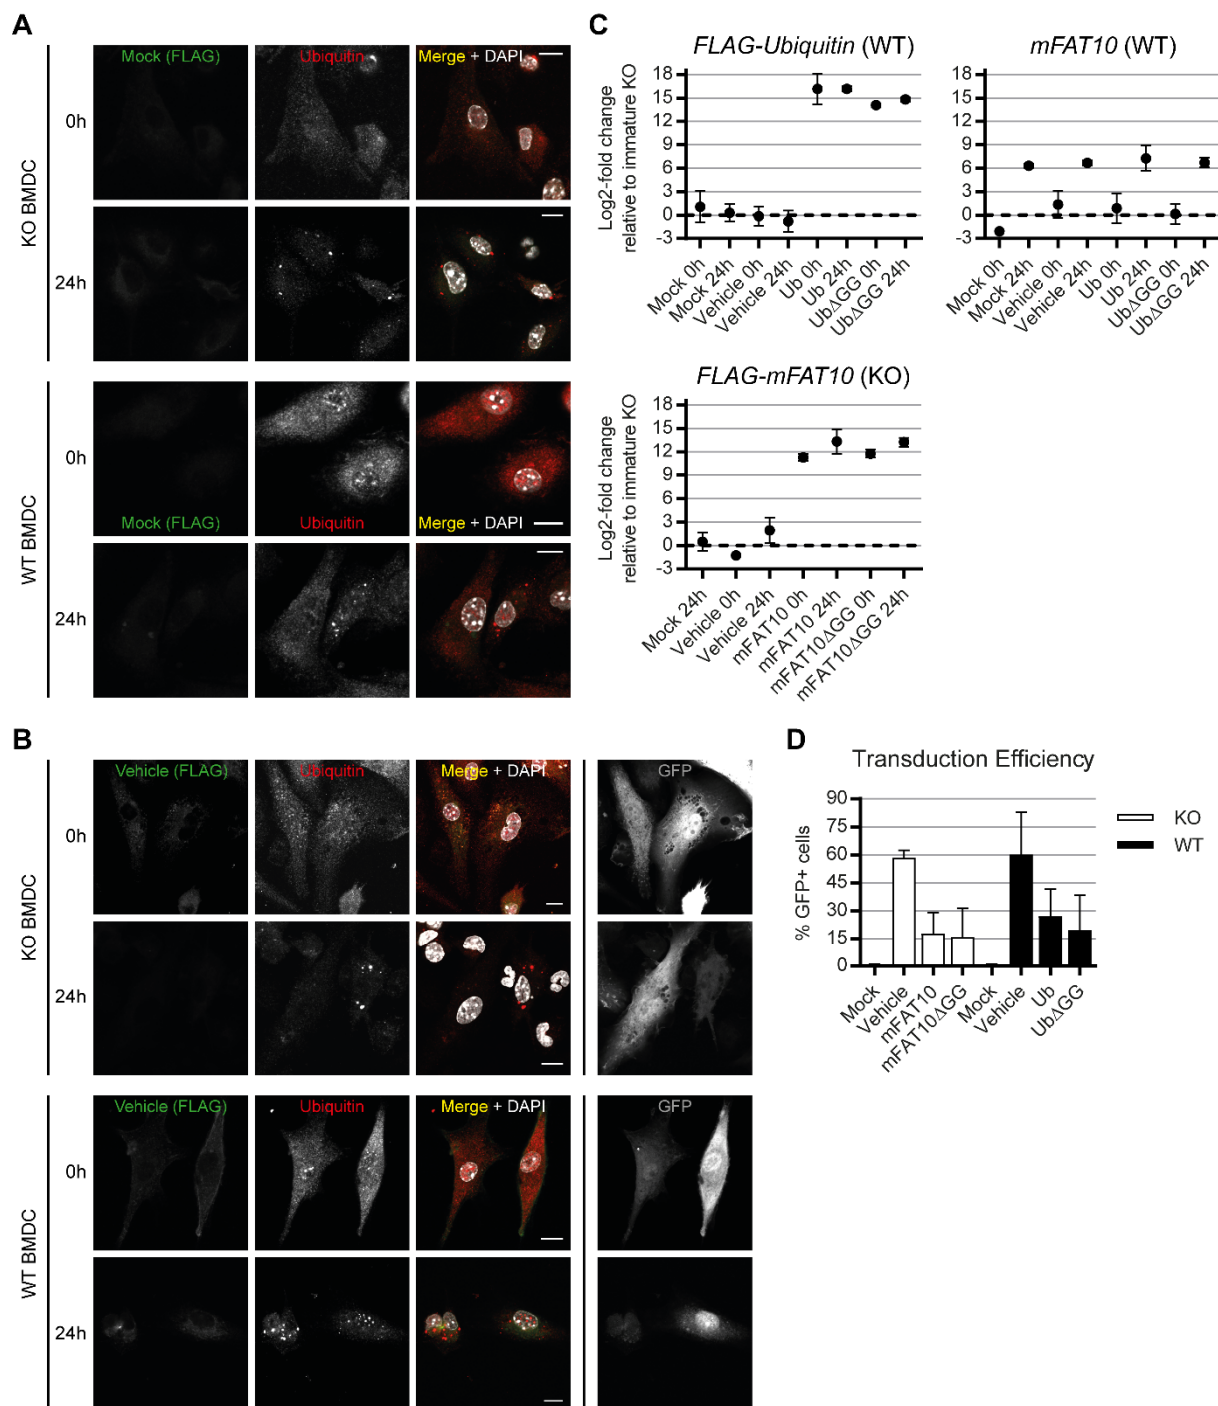 A
Mock (FLAG) Ubiquitin Merge + DAPI
0h
KO BMDC
24h
0h
Mock (FLAG) Ubiquitin Merge + DAPI
WT BMDC
24h
B
Vehicle (FLAG) Ubiquitin Merge + DAPI GFP
0h
KO BMDC
24h
Vehicle (FLAG) Ubiquitin Merge + DAPI GFP
0h
WT BMDC
24h
C
FLAG-Ubiquitin (WT)
Log2-fold change
relative to immature KO
18
15
12
9
6
3
0
-3
Mock 0h
Mock 24h
Vehicle 0h
Vehicle 24h
Ub 0h
Ub 24h
UbΔGG 0h
UbΔGG 24h
mFAT10 (WT)
18
15
12
9
6
3
0
-3
Mock 0h
Mock 24h
Vehicle 0h
Vehicle 24h
Ub 0h
Ub 24h
UbΔGG 0h
UbΔGG 24h
FLAG-mFAT10 (KO)
Log2-fold change
relative to immature KO
18
15
12
9
6
3
0
-3
Mock 24h
Vehicle 0h
Vehicle 24h
mFAT10 0h
mFAT10 24h
mFAT10ΔGG 0h
mFAT10ΔGG 24h
D
Transduction Efficiency
% GFP+ cells
90
75
60
45
30
15
0
Mock
Vehicle
mFAT10
mFAT10ΔGG
Mock
Vehicle
Ub
UbΔGG
KO
WT